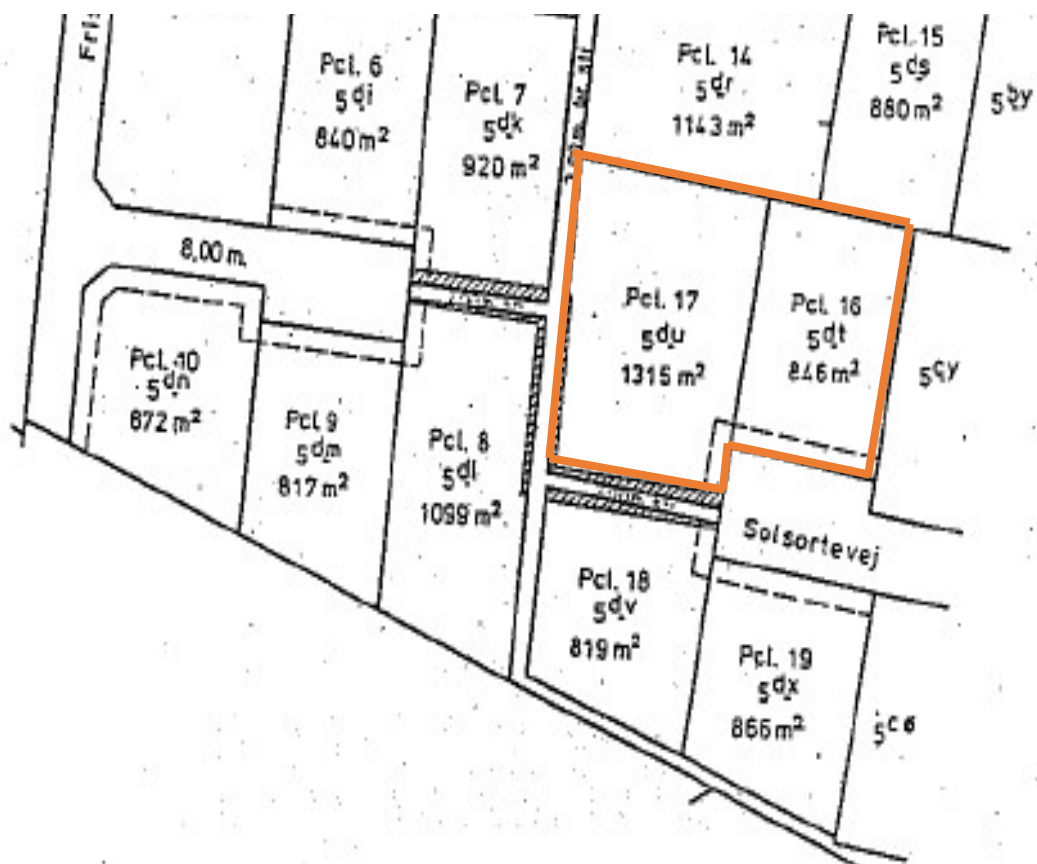 Fris
Pcl. 6
5di
840 m²
Pcl. 7
5dk
920 m²
Pcl. 14
5dr
1143 m²
Pcl. 15
5ds
880 m²
5by
8,00 m.
Pcl. 17
5du
1315 m²
Pcl. 16
5dt
846 m²
5cy
Pcl. 10
5dn
872 m²
Pcl. 9
5dm
817 m²
Pcl. 8
5dl
1099 m²
Solsortevej
Pcl. 18
5dv
819 m²
Pcl. 19
5dx
866 m²